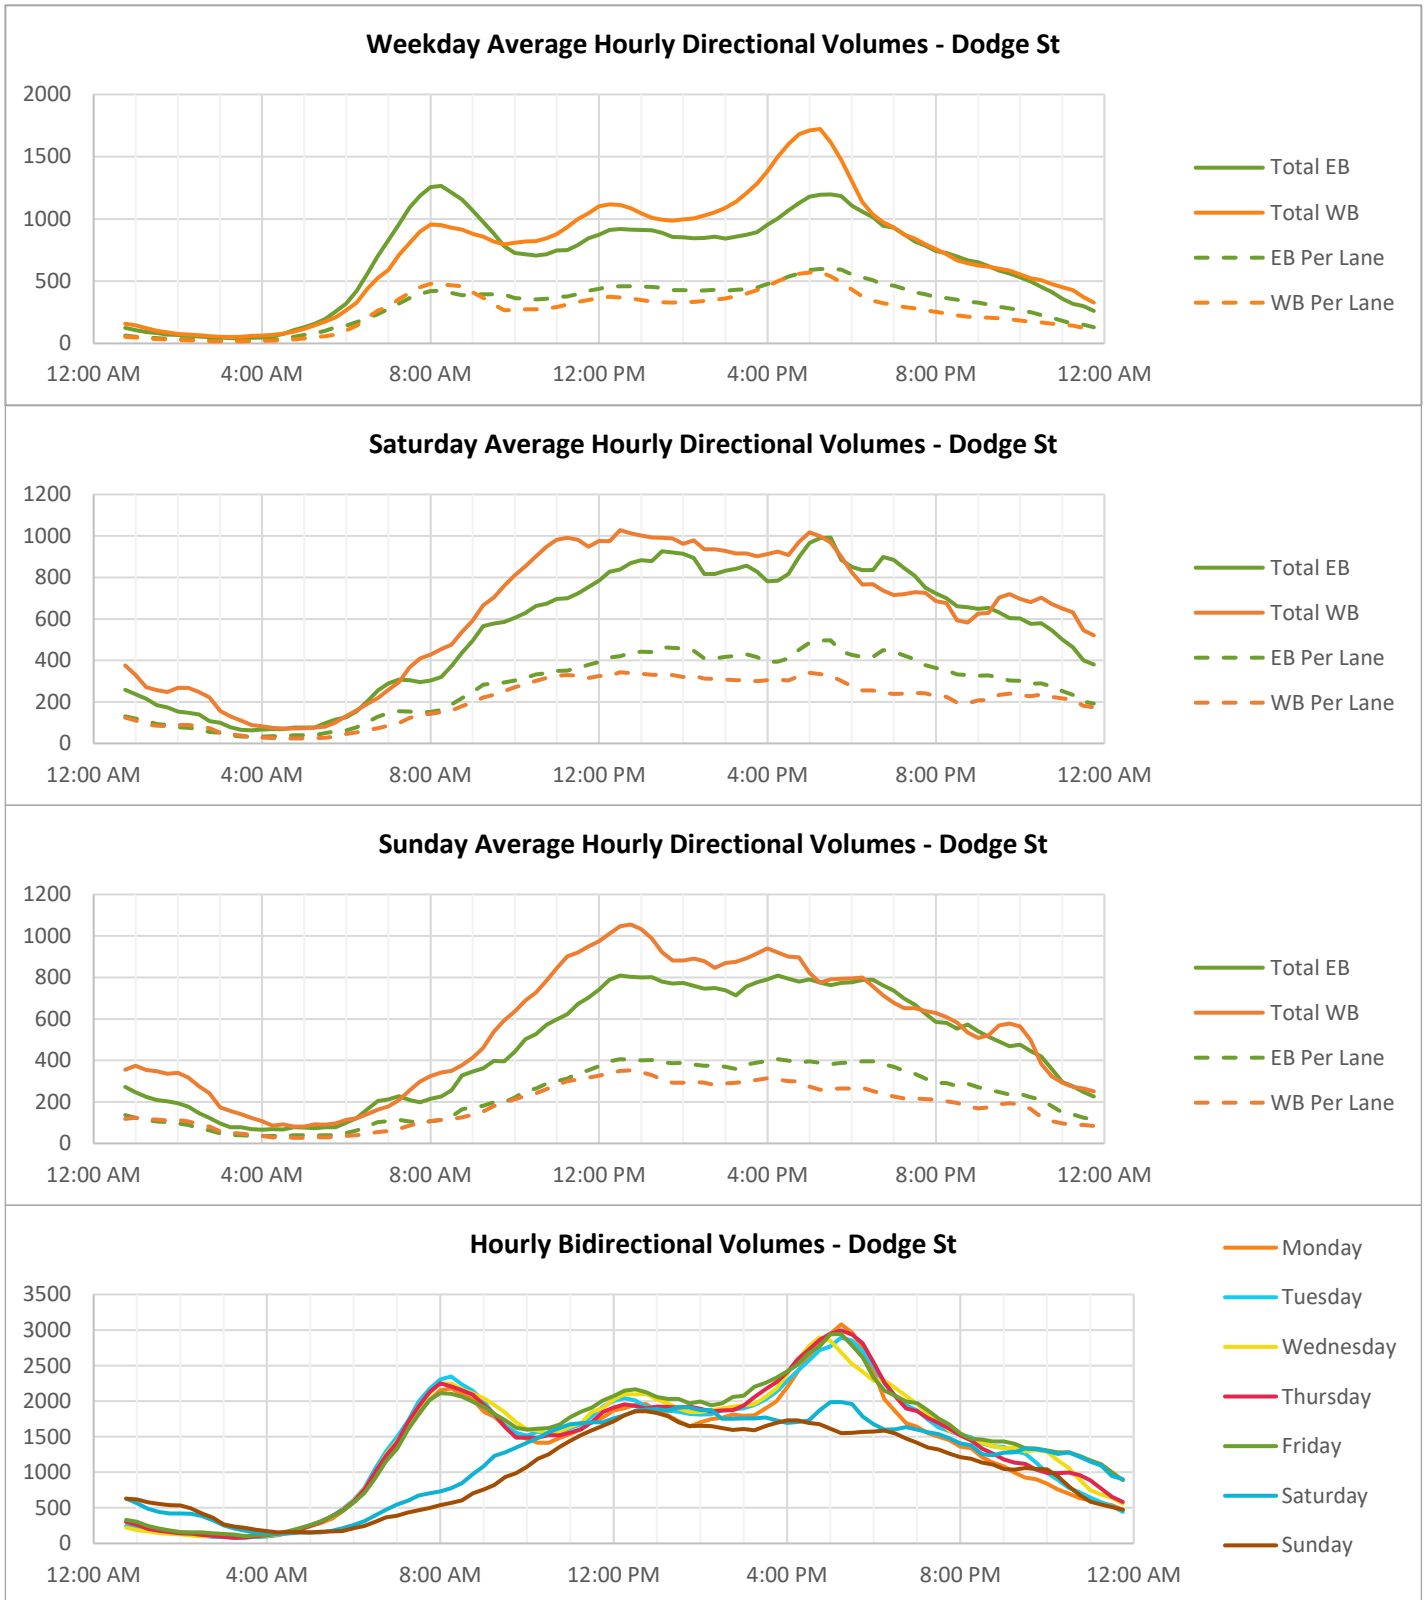 Weekday Average Hourly Directional Volumes - Dodge St
2000
1500
1000
500
0
12:00 AM 4:00 AM 8:00 AM 12:00 PM 4:00 PM 8:00 PM 12:00 AM
Total EB
Total WB
EB Per Lane
WB Per Lane
Saturday Average Hourly Directional Volumes - Dodge St
1200
1000
800
600
400
200
0
12:00 AM 4:00 AM 8:00 AM 12:00 PM 4:00 PM 8:00 PM 12:00 AM
Total EB
Total WB
EB Per Lane
WB Per Lane
Sunday Average Hourly Directional Volumes - Dodge St
1200
1000
800
600
400
200
0
12:00 AM 4:00 AM 8:00 AM 12:00 PM 4:00 PM 8:00 PM 12:00 AM
Total EB
Total WB
EB Per Lane
WB Per Lane
Hourly Bidirectional Volumes - Dodge St
3500
3000
2500
2000
1500
1000
500
0
12:00 AM 4:00 AM 8:00 AM 12:00 PM 4:00 PM 8:00 PM 12:00 AM
Monday
Tuesday
Wednesday
Thursday
Friday
Saturday
Sunday